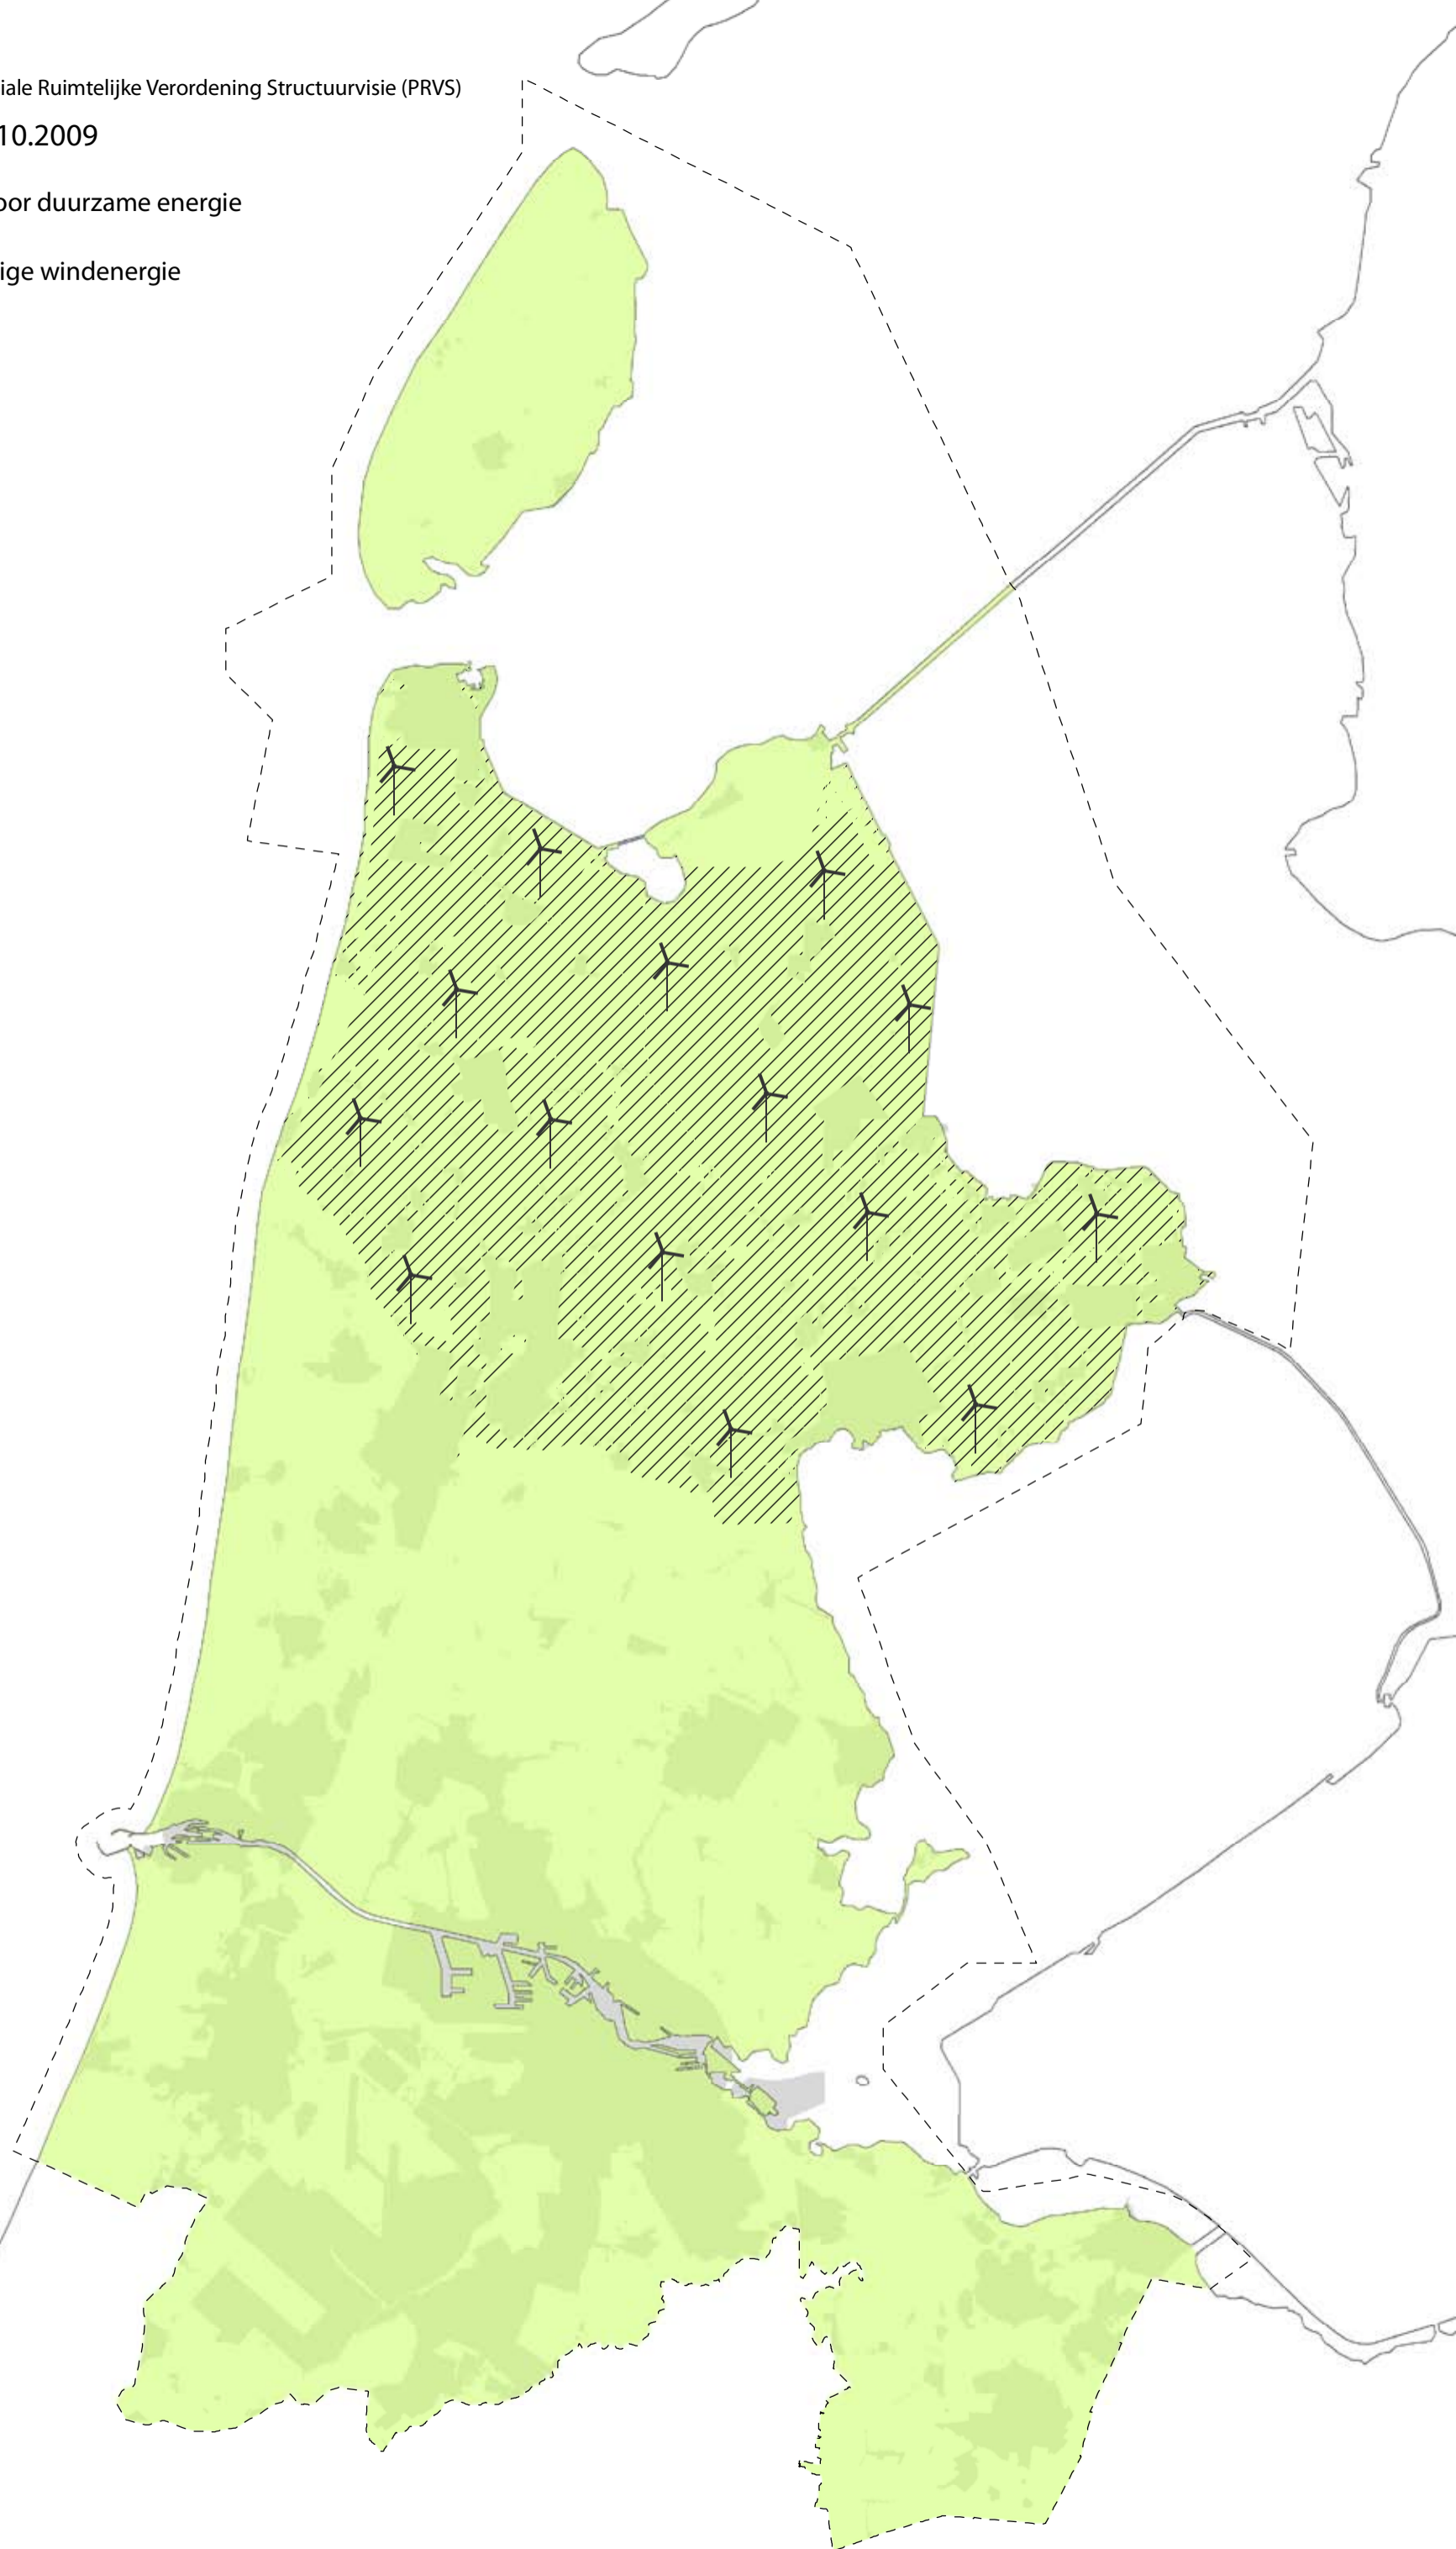 iale Ruimtelijke Verordening Structuurvisie (PRVS)
10.2009
oor duurzame energie
ige windenergie